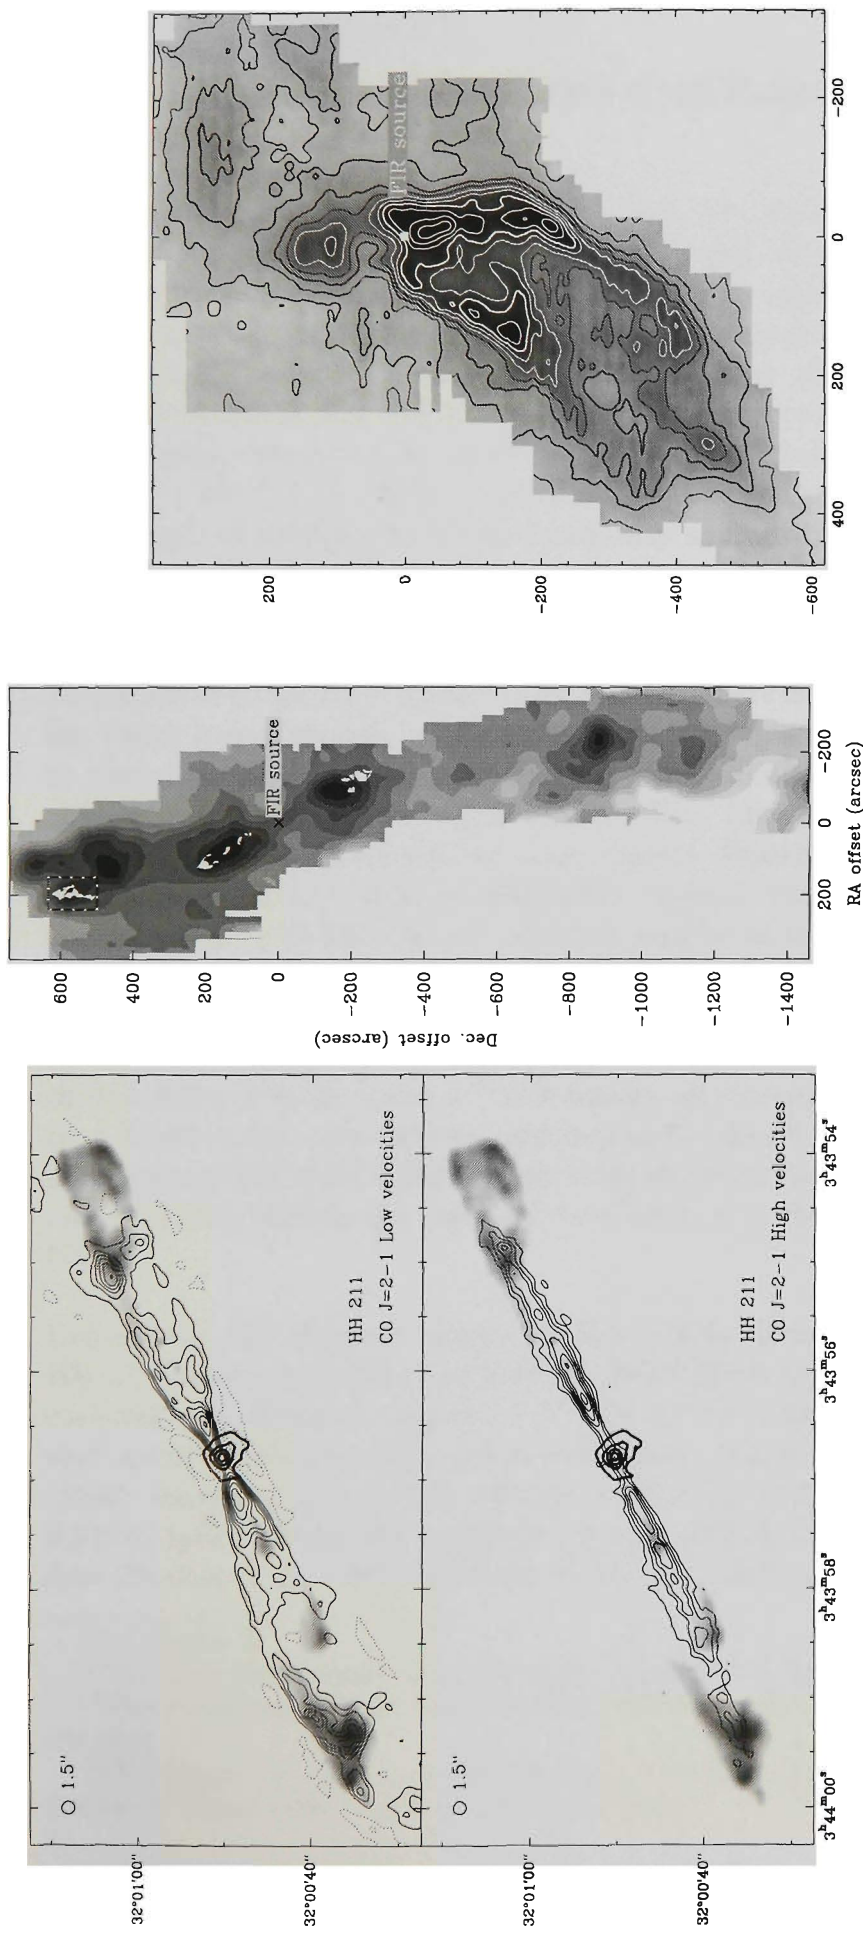 32°01'00"
32°00'40"
1.5"
HH 211
CO J=2-1 Low velocities
32°01'00"
32°00'40"
1.5"
HH 211
CO J=2-1 High velocities
3ʰ44ᵐ00ˢ
3ʰ43ᵐ58ˢ
3ʰ43ᵐ56ˢ
3ʰ43ᵐ54ˢ
Dec. offset (arcsec)
600
400
200
0
-200
-400
-600
-800
-1000
-1200
-1400
FIR source
200
0
-200
RA offset (arcsec)
200
0
-200
-400
-600
FIR source
400
200
0
-200